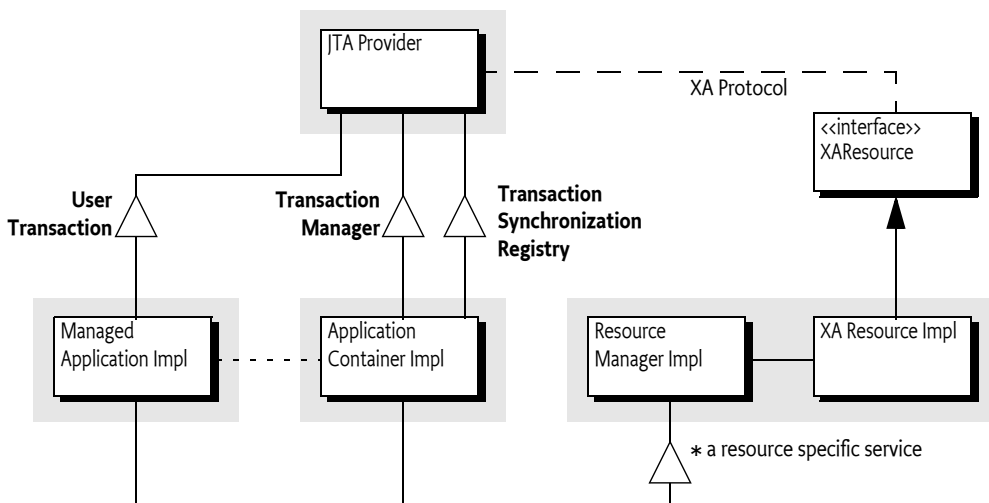 JTA Provider
XA Protocol
<<interface>>
XAResource
User
Transaction
Transaction
Manager
Transaction
Synchronization
Registry
Managed
Application Impl
Application
Container Impl
Resource
Manager Impl
XA Resource Impl
* a resource specific service